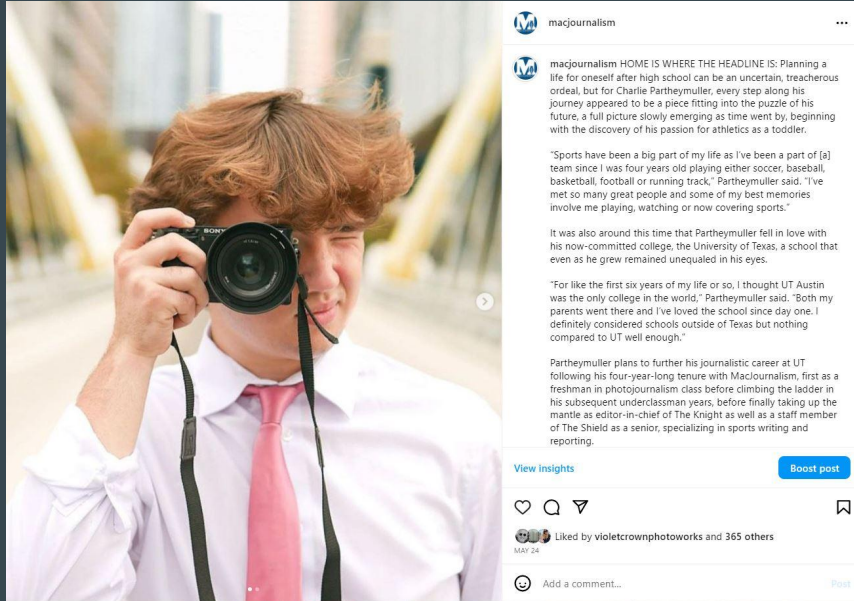 macjournalism
macjournalism HOME IS WHERE THE HEADLINE IS: Planning a
life for oneself after high school can be an uncertain, treacherous
ordeal, but for Charlie Partheymuller, every step along his
journey appeared to be a piece fitting into the puzzle of his
future, a full picture slowly emerging as time went by, beginning
with the discovery of his passion for athletics as a toddler.
"Sports have been a big part of my life as I've been a part of [a]
team since I was four years old playing either soccer, baseball,
basketball, football or running track," Partheymuller said. "I've
met so many great people and some of my best memories
involve me playing, watching or now covering sports."
It was also around this time that Partheymuller fell in love with
his now-committed college, the University of Texas, a school that
even as he grew remained unequaled in his eyes.
"For like the first six years of my life or so, I thought UT Austin
was the only college in the world," Partheymuller said. "Both my
parents went there and I've loved the school since day one. I
definitely considered schools outside of Texas but nothing
compared to UT well enough."
Partheymuller plans to further his journalistic career at UT
following his four-year-long tenure with MacJournalism, first as a
freshman in photojournalism class before climbing the ladder in
his subsequent underclassman years, before finally taking up the
mantle as editor-in-chief of The Knight as well as a staff member
of The Shield as a senior, specializing in sports writing and
reporting.
View insights
Boost post
Liked by violetcrownphotoworks and 365 others
MAY 24
Add a comment...
Post
SONY